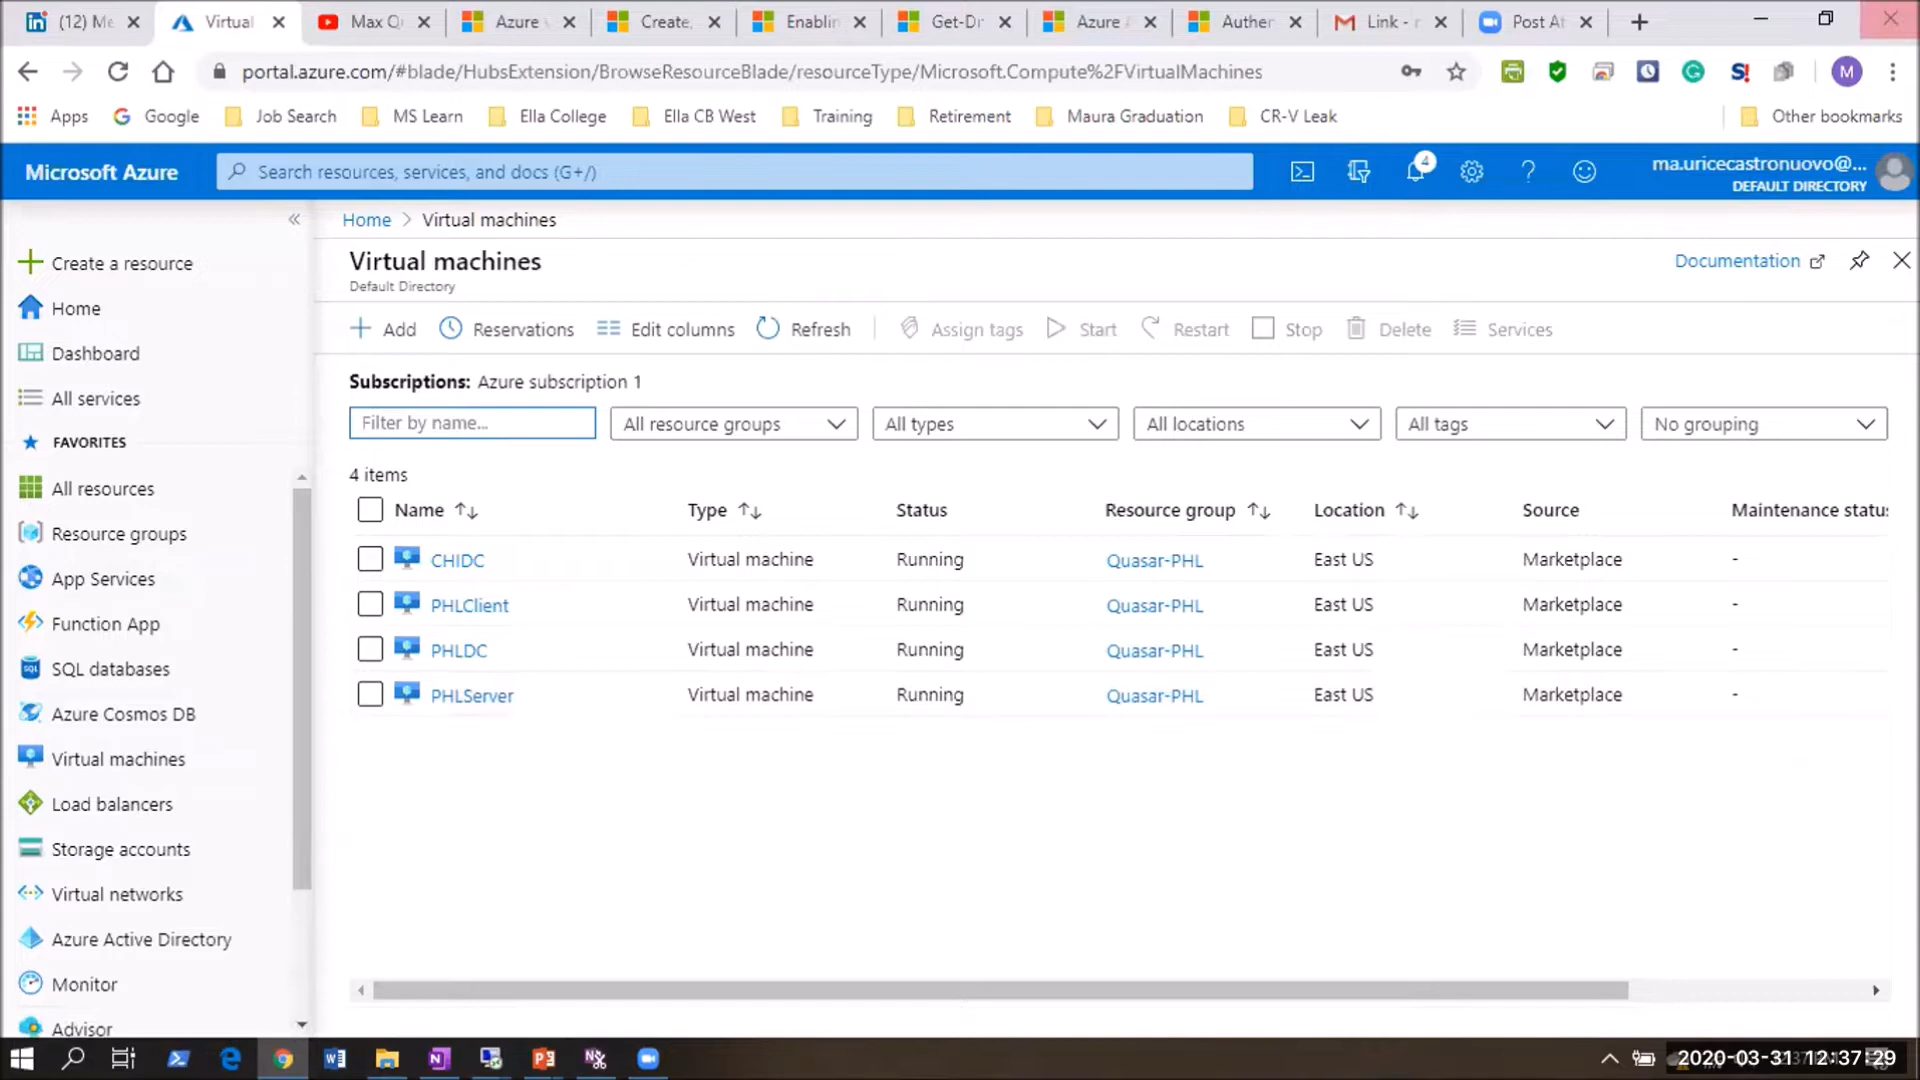 (12) Me
Virtual
Max Q
Azure
Create,
Enablin
Get-Dr
Azure
Auther
Link -
Post At
portal.azure.com/#blade/HubsExtension/BrowseResourceBlade/resourceType/Microsoft.Compute%2FVirtualMachines
M
Apps
Google
Job Search
MS Learn
Ella College
Ella CB West
Training
Retirement
Maura Graduation
CR-V Leak
Other bookmarks
Microsoft Azure
Search resources, services, and docs (G+/)
4
ma.uricecastronuovo@...
DEFAULT DIRECTORY
Home > Virtual machines
Virtual machines
Default Directory
Documentation
Add
Reservations
Edit columns
Refresh
Assign tags
Start
Restart
Stop
Delete
Services
Subscriptions: Azure subscription 1
Filter by name...
All resource groups
All types
All locations
All tags
No grouping
4 items
Name Type Status Resource group Location Source Maintenance status
CHIDC Virtual machine Running Quasar-PHL East US Marketplace -
PHLClient Virtual machine Running Quasar-PHL East US Marketplace -
PHLDC Virtual machine Running Quasar-PHL East US Marketplace -
PHLServer Virtual machine Running Quasar-PHL East US Marketplace -
Create a resource
Home
Dashboard
All services
FAVORITES
All resources
Resource groups
App Services
Function App
SQL databases
Azure Cosmos DB
Virtual machines
Load balancers
Storage accounts
Virtual networks
Azure Active Directory
Monitor
Advisor
2020-03-31 12:37:29